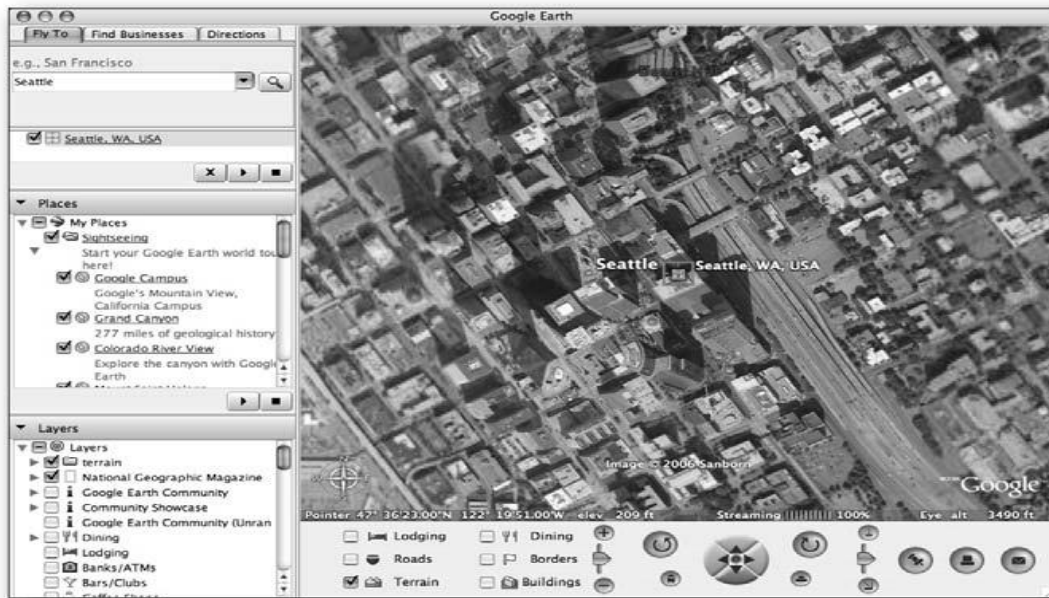 Google Earth
Fly To
Find Businesses
Directions
e.g., San Francisco
Seattle
Seattle, WA, USA
Places
My Places
Sightseeing
Start your Google Earth world tou
here!
Google Campus
Google's Mountain View,
California Campus
Grand Canyon
277 miles of geological history
Colorado River View
Explore the canyon with Googl
Earth
Layers
Layers
terrain
National Geographic Magazine
Google Earth Community
Community Showcase
Google Earth Community (Unran
Dining
Lodging
Banks/ATMs
Bars/Clubs
Seattle
Seattle, WA, USA
Image © 2006 Sanborn
Google
Pointer 47° 36'23.00"N 122° 19'51.00"W elev 209 ft
Streaming 100%
Eye alt 3490 ft
Lodging
Dining
Roads
Borders
Terrain
Buildings